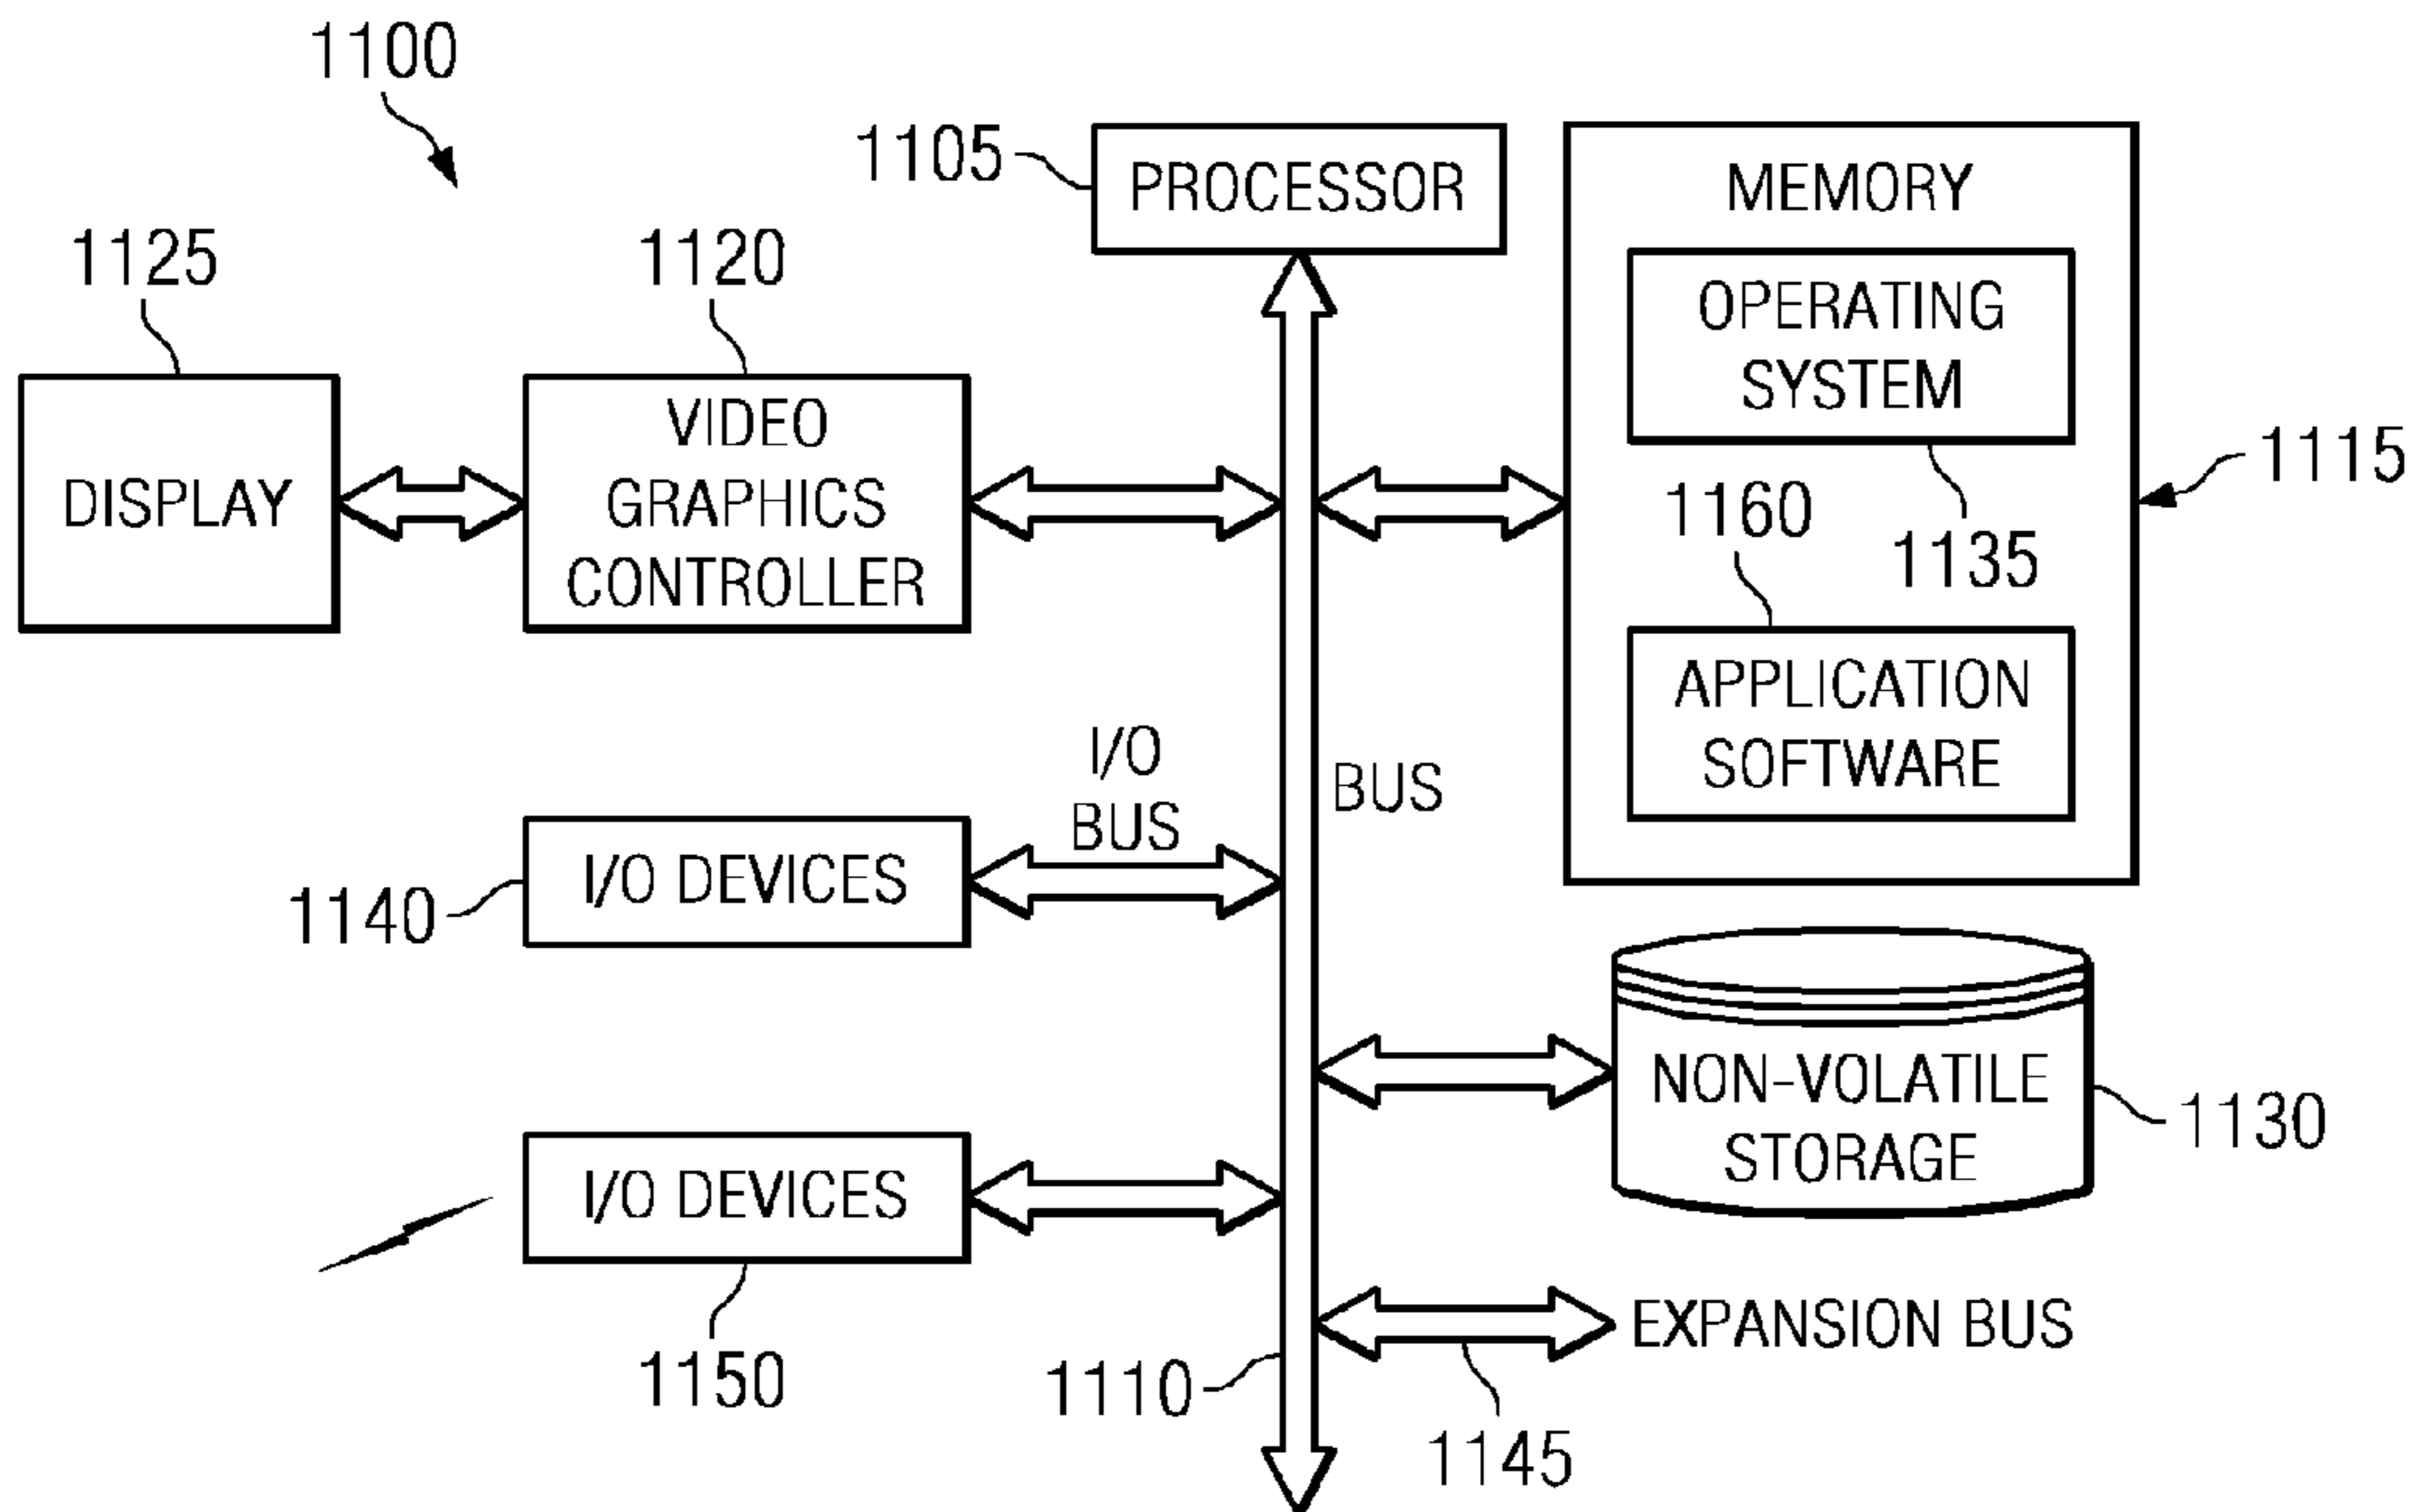 1100
1105
PROCESSOR
MEMORY
OPERATING
SYSTEM
1135
1115
1125
DISPLAY
1120
VIDEO
GRAPHICS
CONTROLLER
1160
APPLICATION
SOFTWARE
I/O
BUS
BUS
1140
I/O DEVICES
NON-VOLATILE
STORAGE
1130
I/O DEVICES
1150
1110
EXPANSION BUS
1145